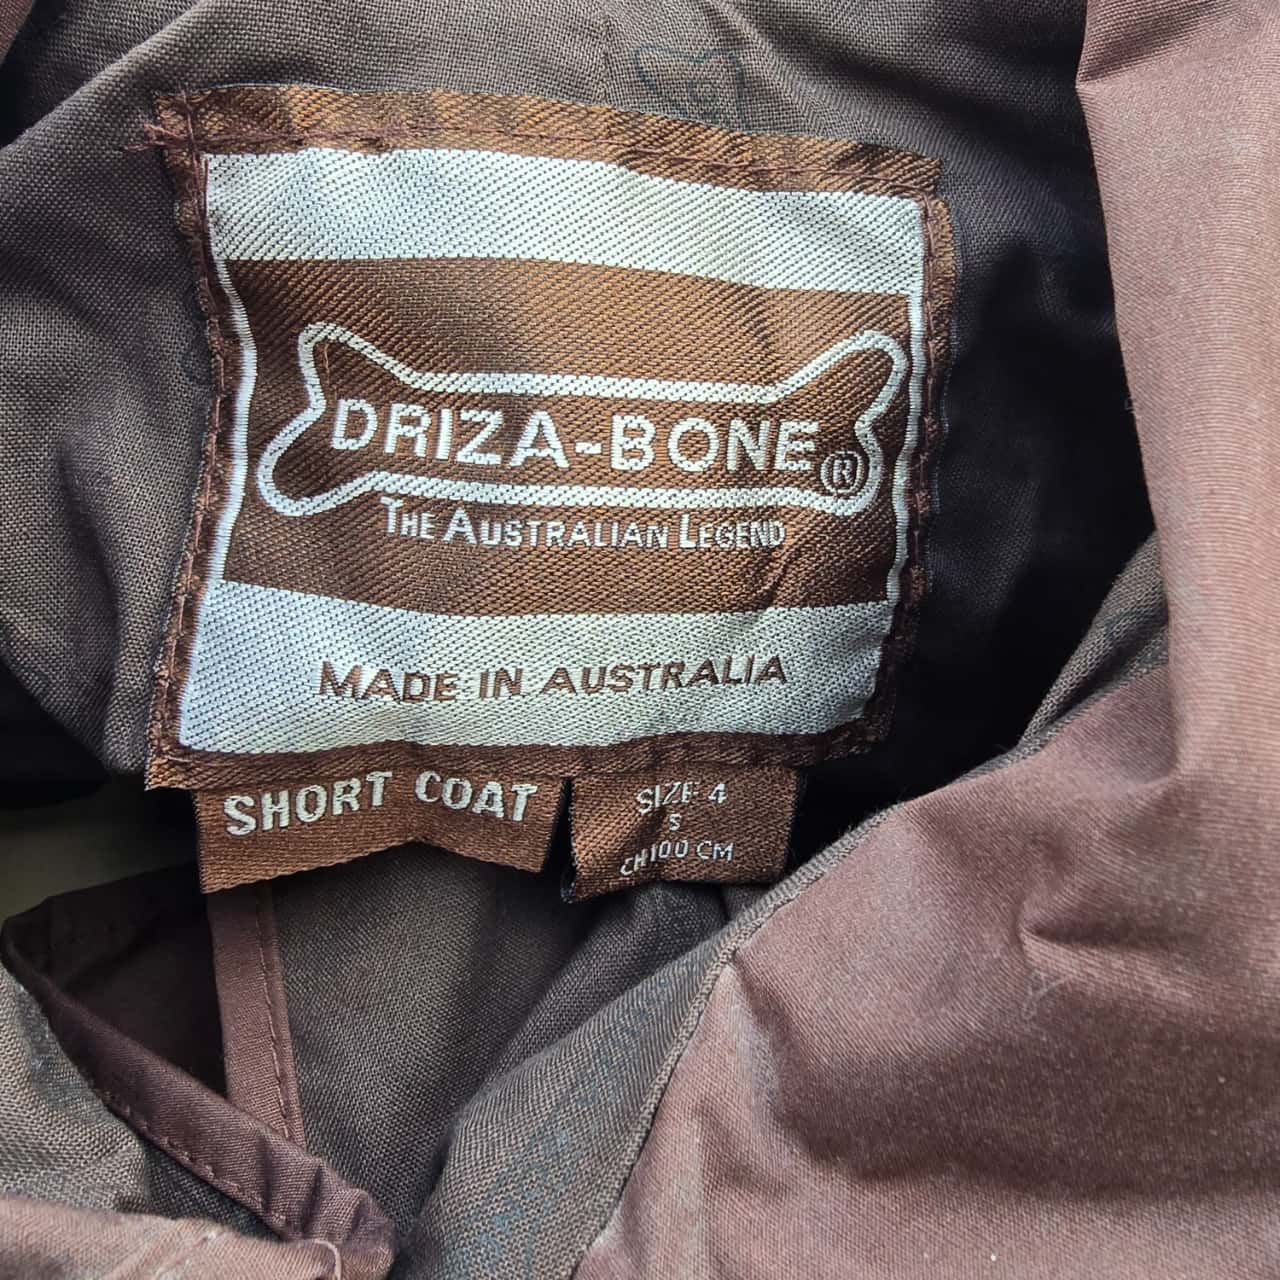 DRIZA-BONE®
THE AUSTRALIAN LEGEND
MADE IN AUSTRALIA
SHORT COAT
SIZE 4
S
CH100 CM